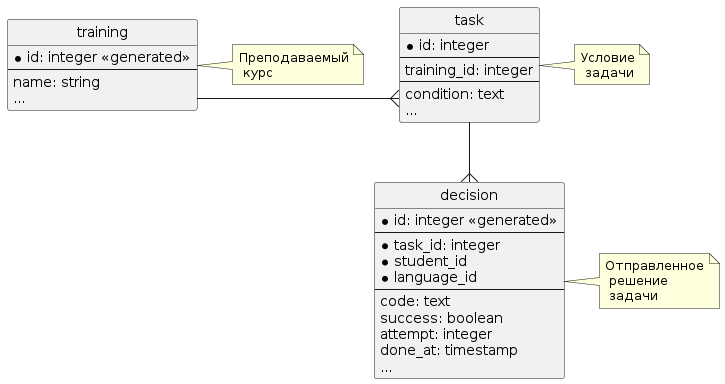 training
* id: integer «generated»
name: string
...
Преподаваемый
курс
task
* id: integer
training_id: integer
condition: text
...
Условие
задачи
decision
* id: integer «generated»
* task_id: integer
* student_id
* language_id
code: text
success: boolean
attempt: integer
done_at: timestamp
...
Отправленное
решение
задачи